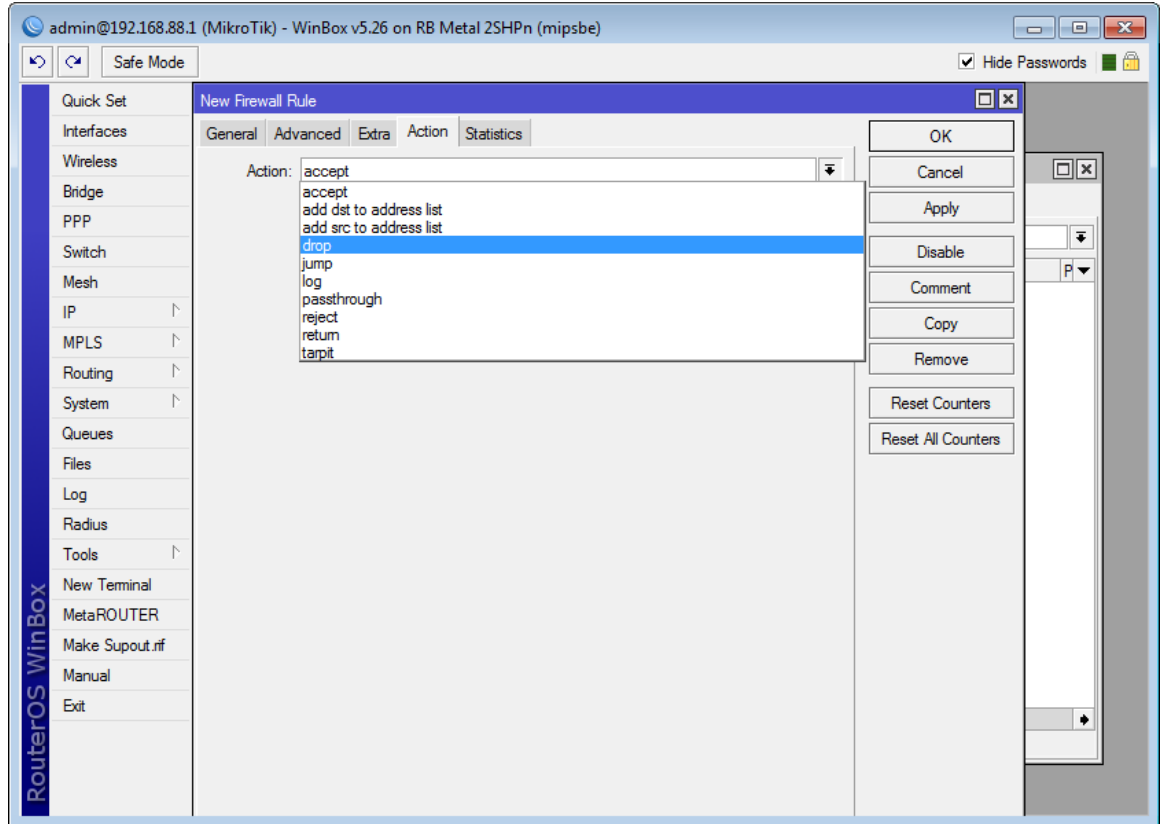 admin@192.168.88.1 (MikroTik) - WinBox v5.26 on RB Metal 2SHPn (mipsbe)
Safe Mode
Hide Passwords
Quick Set
Interfaces
Wireless
Bridge
PPP
Switch
Mesh
IP
MPLS
Routing
System
Queues
Files
Log
Radius
Tools
New Terminal
MetaROUTER
Make Supout.rif
Manual
Exit
RouterOS WinBox
New Firewall Rule
General Advanced Extra Action Statistics
Action: accept
accept
add dst to address list
add src to address list
drop
jump
log
passthrough
reject
return
tarpit
OK
Cancel
Apply
Disable
Comment
Copy
Remove
Reset Counters
Reset All Counters
P